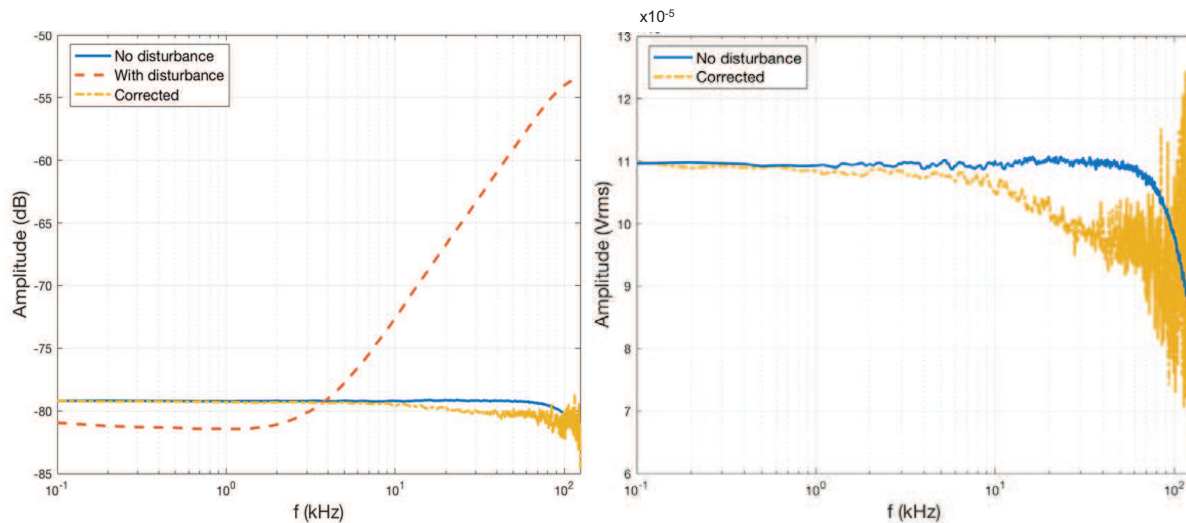 -50
-55
-60
-65
-70
-75
-80
-85
Amplitude (dB)
No disturbance
With disturbance
Corrected
10-1
100
101
102
f (kHz)
x10-5
13
12
11
10
9
8
7
6
Amplitude (Vrms)
No disturbance
Corrected
10-1
100
101
102
f (kHz)